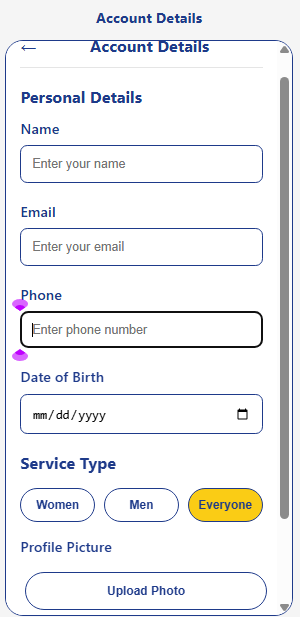 Account Details
← Account Details
Personal Details
Name
Enter your name
Email
Enter your email
Phone
Enter phone number
Date of Birth
mm/dd/yyyy
Service Type
Women Men Everyone
Profile Picture
Upload Photo